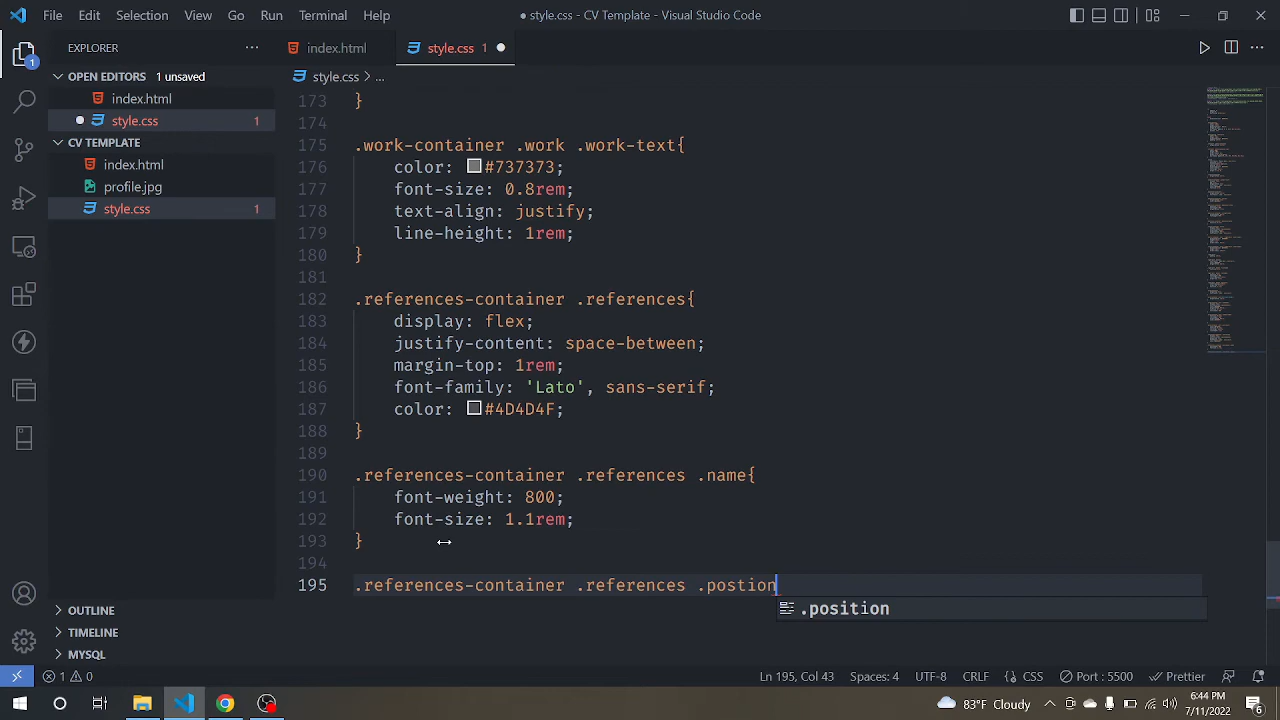 File Edit Selection View Go Run Terminal Help
style.css - CV Template - Visual Studio Code
EXPLORER
index.html
style.css 1
OPEN EDITORS 1 unsaved
style.css > ...
index.html
style.css 1
CV TEMPLATE
index.html
profile.jpg
style.css 1
173 }
174
175 .work-container .work .work-text{
176 color: #737373;
177 font-size: 0.8rem;
178 text-align: justify;
179 line-height: 1rem;
180 }
181
182 .references-container .references{
183 display: flex;
184 justify-content: space-between;
185 margin-top: 1rem;
186 font-family: 'Lato', sans-serif;
187 color: #4D4D4F;
188 }
189
190 .references-container .references .name{
191 font-weight: 800;
192 font-size: 1.1rem;
193 }
194
195 .references-container .references .postion
.position
OUTLINE
TIMELINE
MYSQL
1 0
Ln 195, Col 43 Spaces: 4 UTF-8 CRLF {} CSS Port : 5500 Prettier
88°F Cloudy
6:44 PM
7/11/2022
6
1